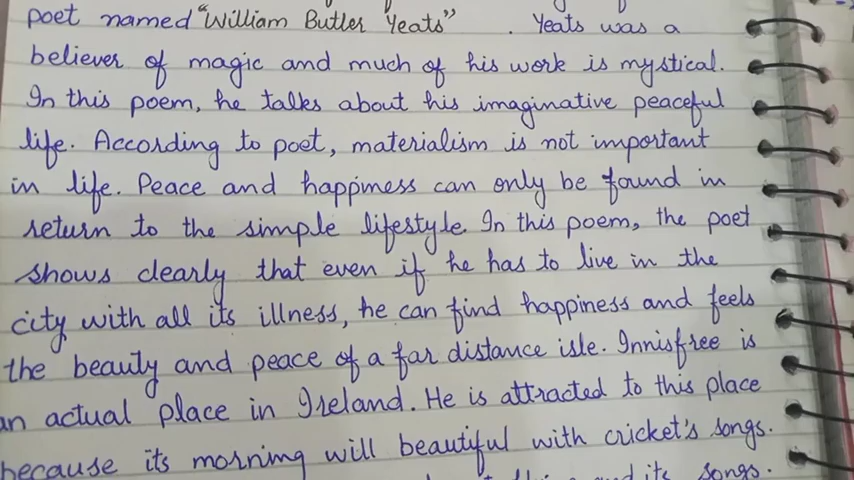 poet named "William Butler Yeats" . Yeats was a
believer of magic and much of his work is mystical.
In this poem, he talks about his imaginative peaceful
life. According to poet, materialism is not important
in life. Peace and happiness can only be found in
return to the simple lifestyle. In this poem, the poet
shows clearly that even if he has to live in the
city with all its illness, he can find happiness and feels
the beauty and peace of a far distance isle. Innisfree is
an actual place in Ireland. He is attracted to this place
because its morning will beautiful with cricket's songs.
and its songs.